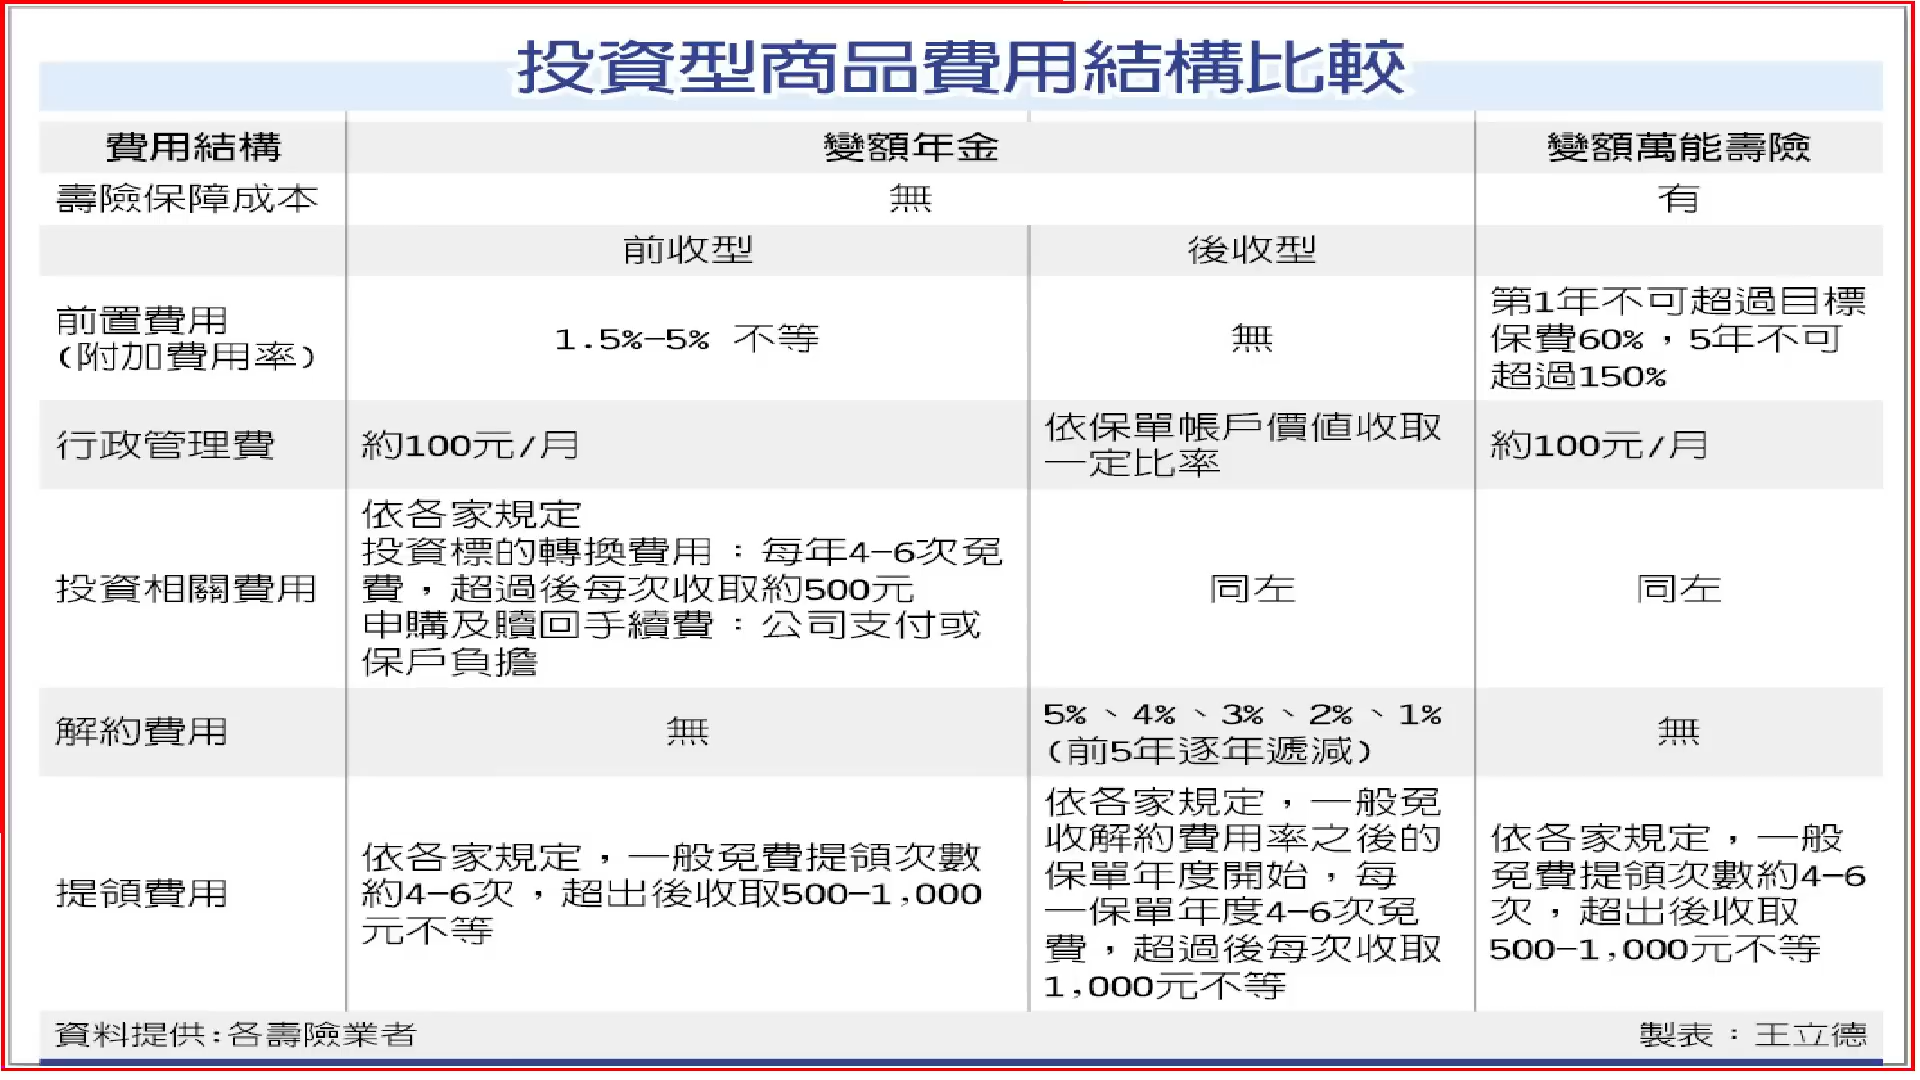 投資型商品費用結構比較
費用結構
變額年金
變額萬能壽險
壽險保障成本
無
有
前收型
後收型
前置費用
(附加費用率)
1.5%-5% 不等
無
第1年不可超過目標
保費60%，5年不可
超過150%
行政管理費
約100元/月
依保單帳戶價值收取
一定比率
約100元/月
投資相關費用
依各家規定
投資標的轉換費用：每年4-6次免
費，超過後每次收取約500元
申購及贖回手續費：公司支付或
保戶負擔
同左
同左
解約費用
無
5%、4%、3%、2%、1%
(前5年逐年遞減)
無
提領費用
依各家規定，一般免費提領次數
約4-6次，超出後收取500-1,000
元不等
依各家規定，一般免
收解約費用率之後的
保單年度開始，每
一保單年度4-6次免
費，超過後每次收取
1,000元不等
依各家規定，一般
免費提領次數約4-6
次，超出後收取
500-1,000元不等
資料提供:各壽險業者
製表：王立德